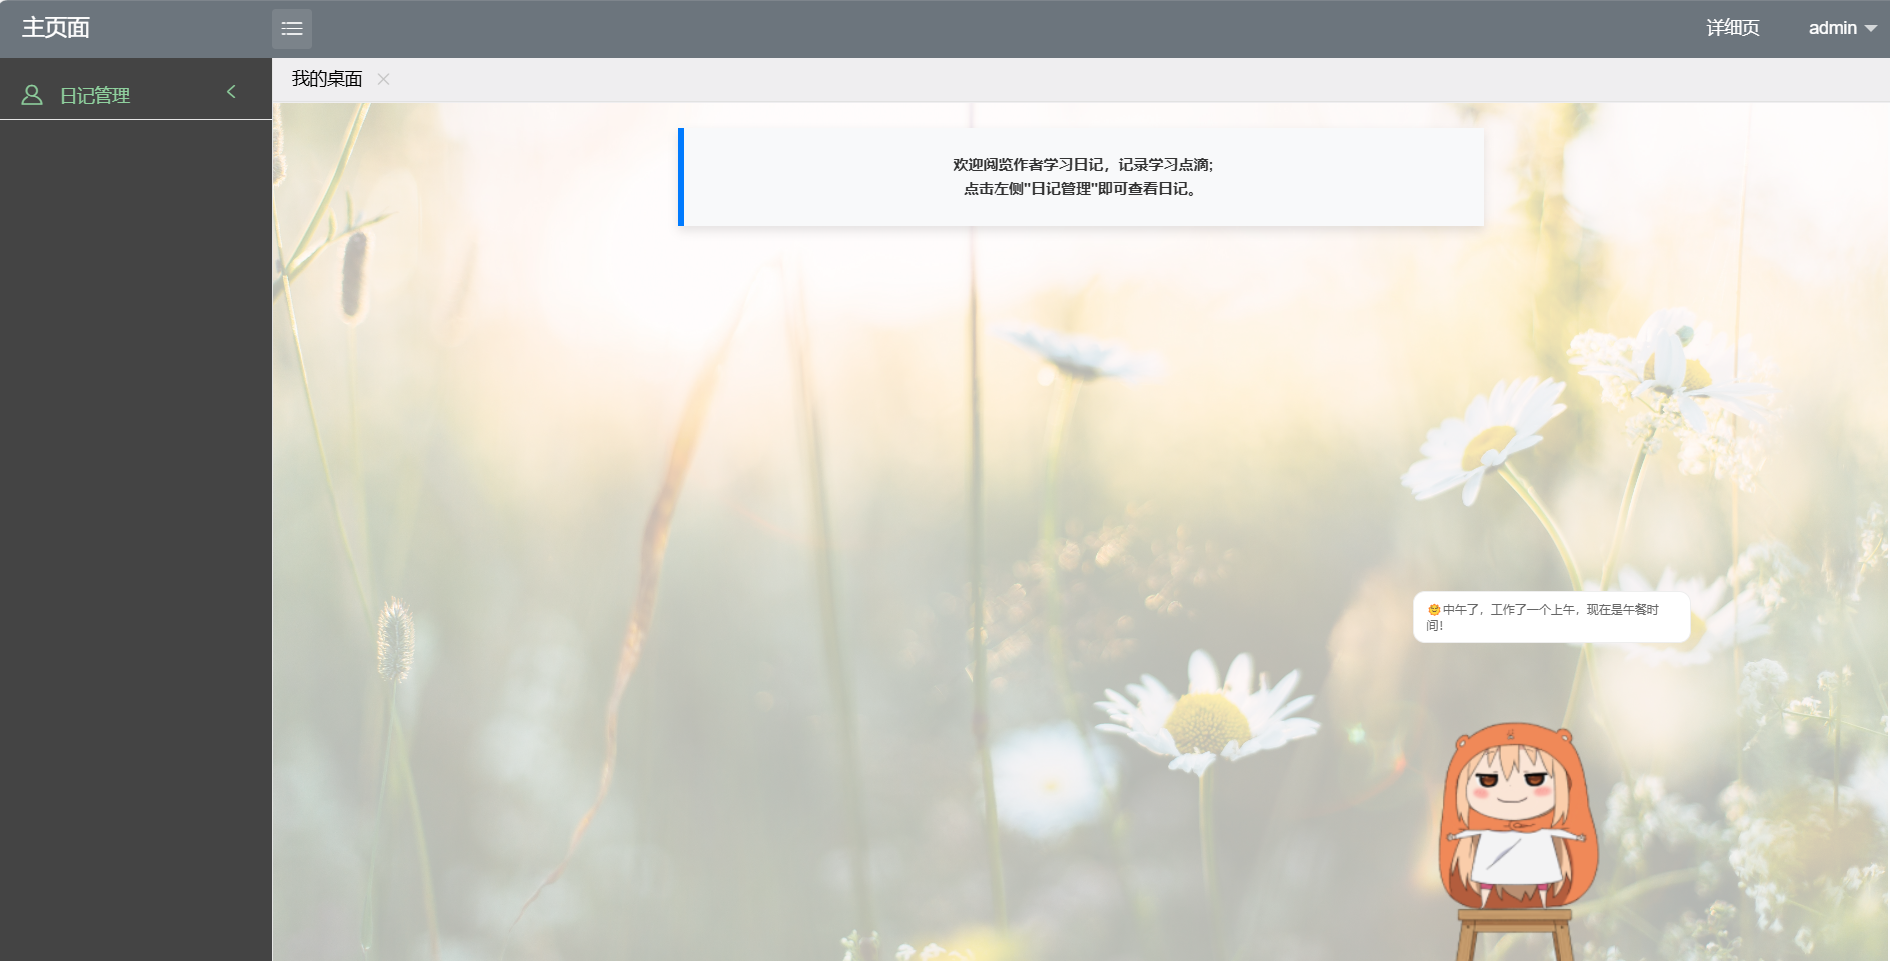 主页面
详细页
admin
日记管理
我的桌面
欢迎阅览作者学习日记，记录学习点滴;
点击左侧"日记管理"即可查看日记。
🤗中午了，工作了一个上午，现在是午餐时
间！